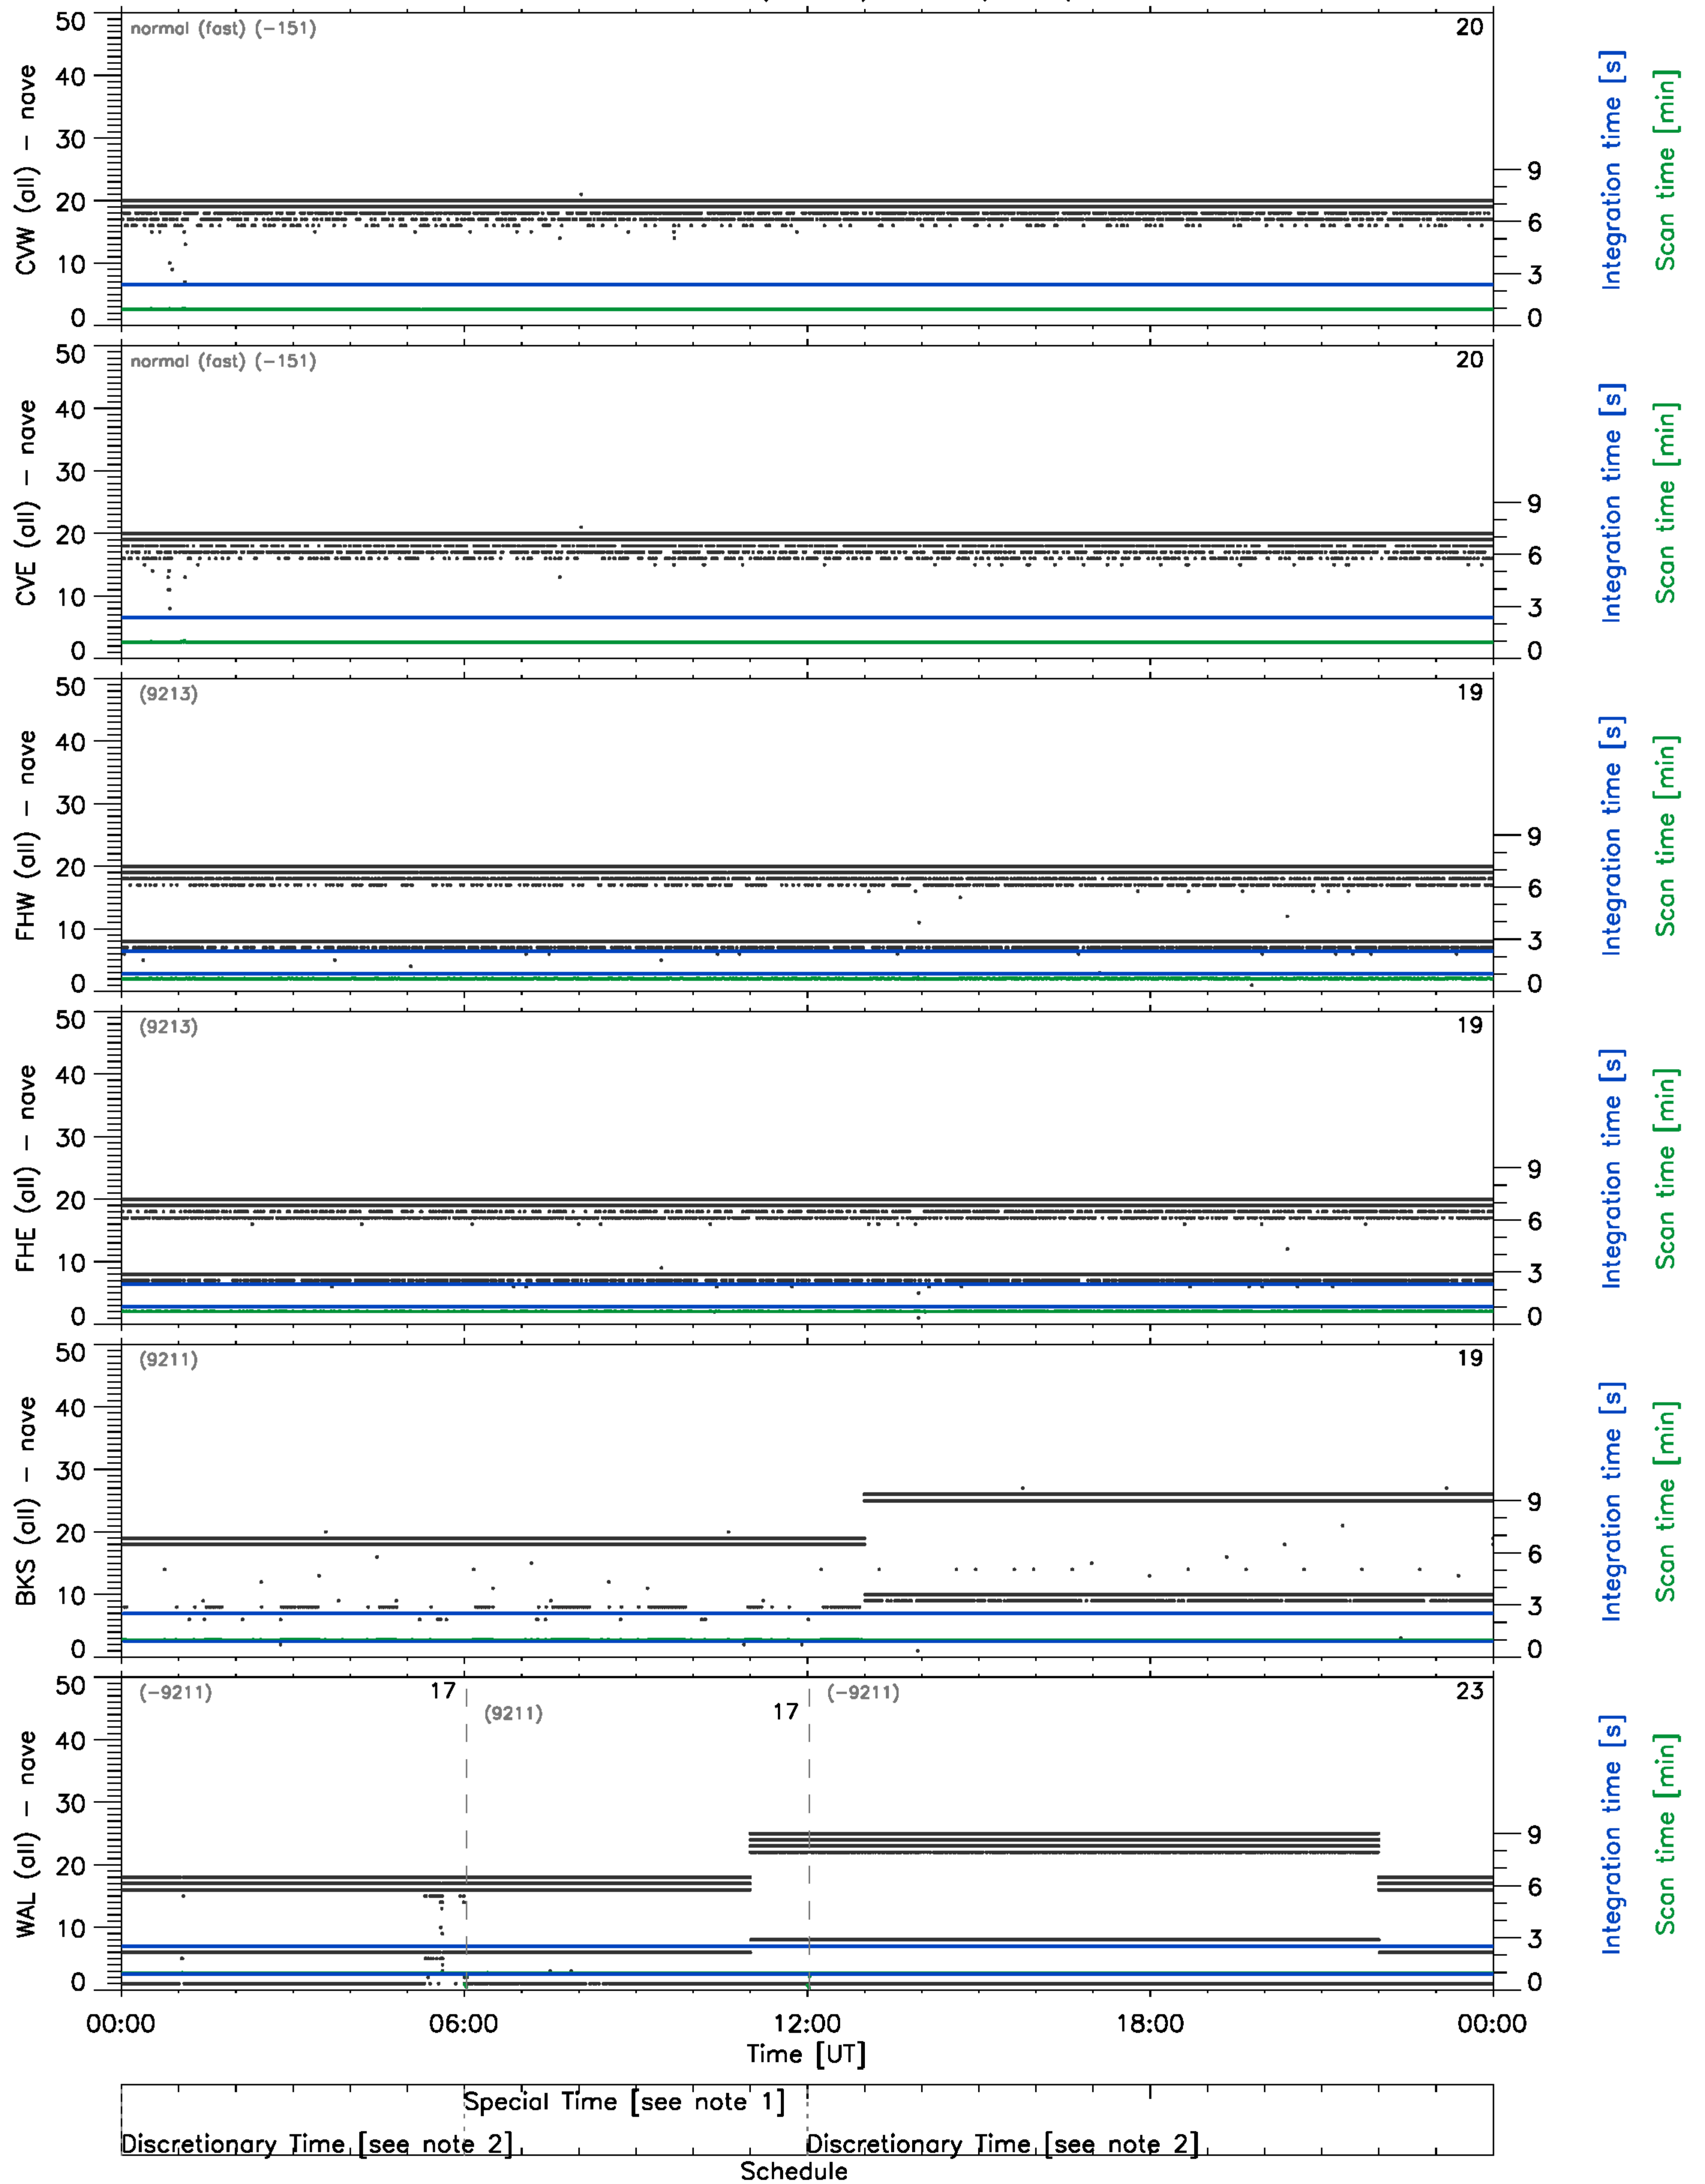 50 normal (fast) (-151) 20
40
30
20 9
6
10 3
0 0
CVW (all) - nave
Integration time [s]
Scan time [min]
50 normal (fast) (-151) 20
40
30
20 9
6
10 3
0 0
CVE (all) - nave
Integration time [s]
Scan time [min]
50 (9213) 19
40
30
20 9
6
10 3
0 0
FHW (all) - nave
Integration time [s]
Scan time [min]
50 (9213) 19
40
30
20 9
6
10 3
0 0
FHE (all) - nave
Integration time [s]
Scan time [min]
50 (9211) 19
40
30
20 9
6
10 3
0 0
BKS (all) - nave
Integration time [s]
Scan time [min]
50 (-9211) 17 (9211) 17 (-9211) 23
40
30
20 9
6
10 3
0 0
WAL (all) - nave
Integration time [s]
Scan time [min]
00:00 06:00 12:00 18:00 00:00
Time [UT]
Special Time [see note 1]
Discretionary Time [see note 2] Discretionary Time [see note 2]
Schedule